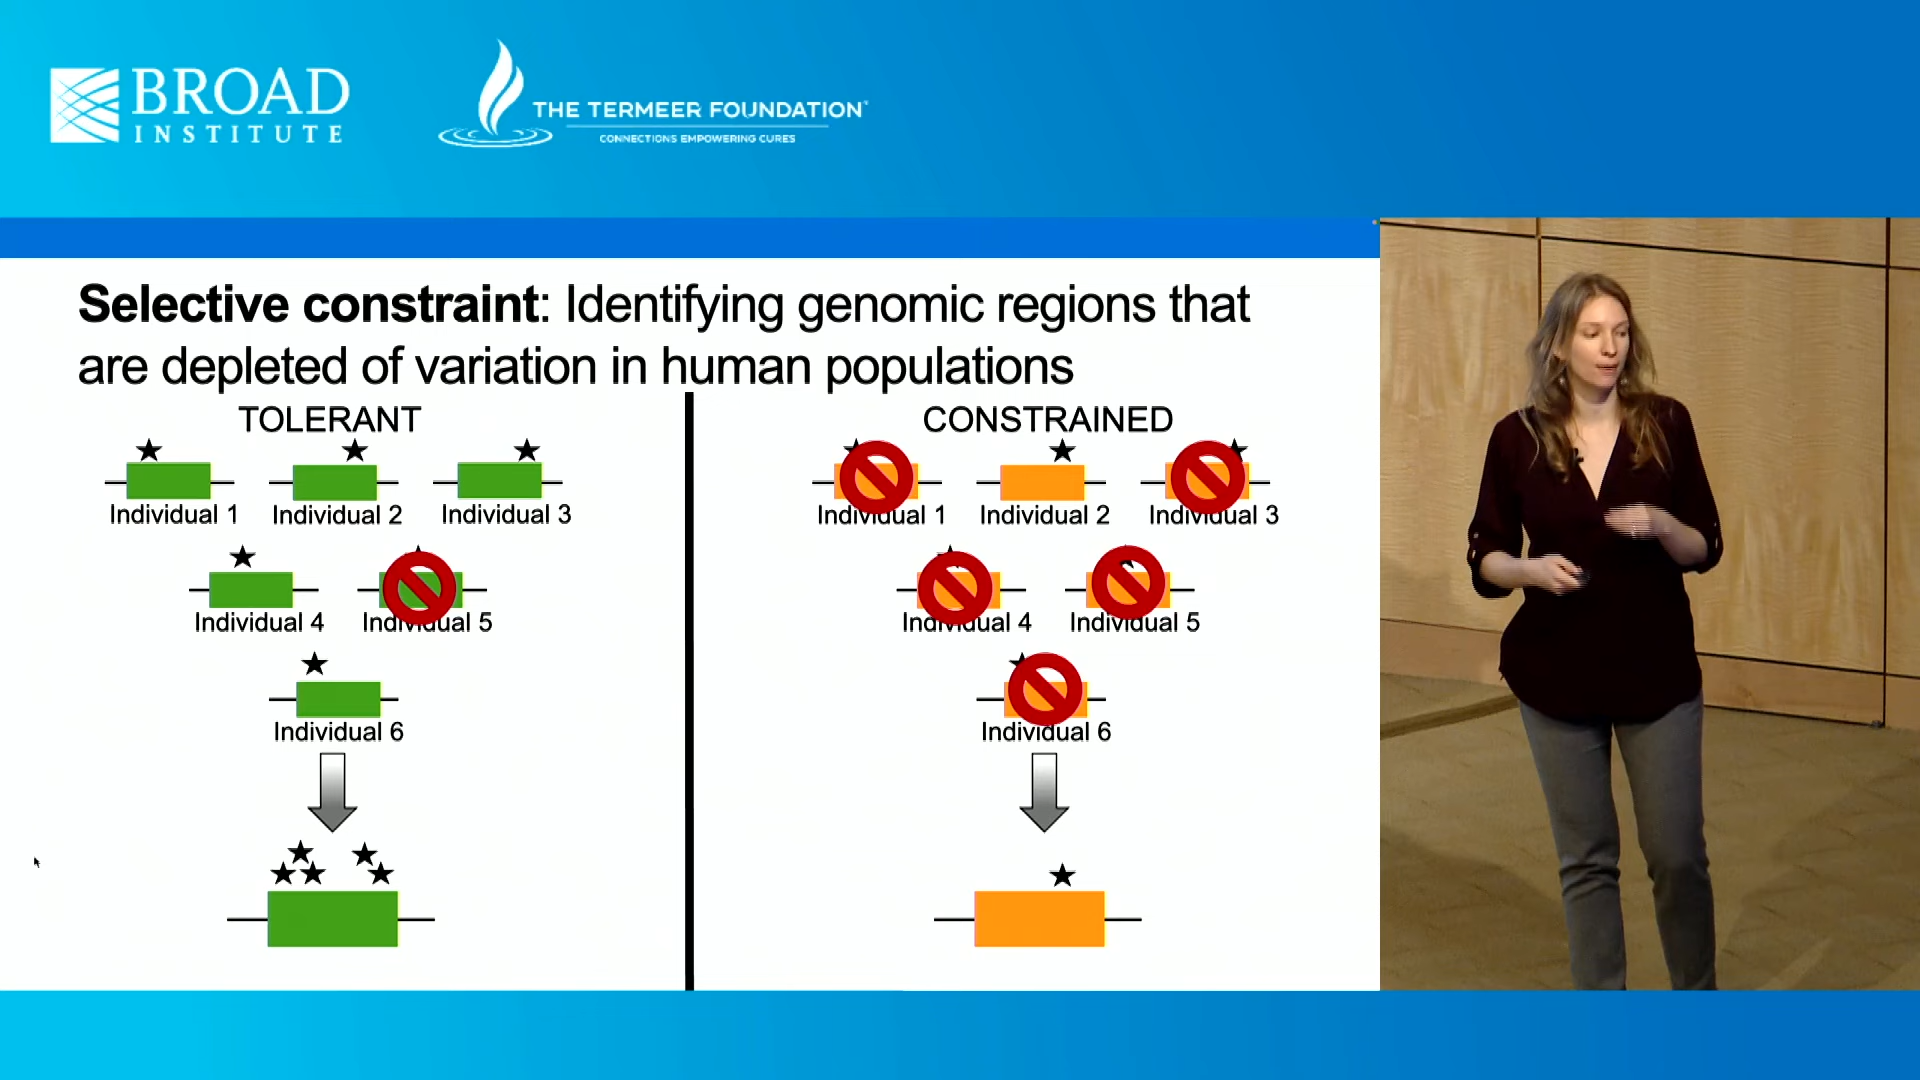 BROAD
INSTITUTE
THE TERMEER FOUNDATION
CONNECTIONS EMPOWERING CURES
Selective constraint: Identifying genomic regions that
are depleted of variation in human populations
TOLERANT
Individual 1
Individual 2
Individual 3
Individual 4
Individual 5
Individual 6
CONSTRAINED
Individual 1
Individual 2
Individual 3
Individual 4
Individual 5
Individual 6